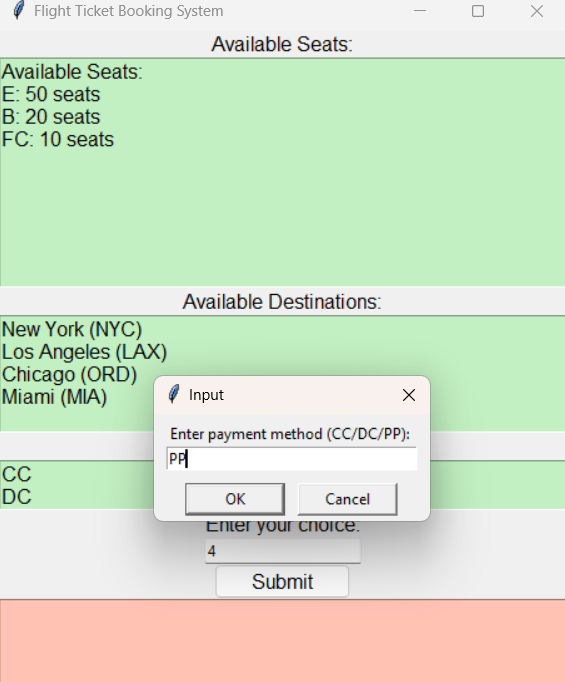 Flight Ticket Booking System
Available Seats:
Available Seats:
E: 50 seats
B: 20 seats
FC: 10 seats
Available Destinations:
New York (NYC)
Los Angeles (LAX)
Chicago (ORD)
Miami (MIA)
Input
Enter payment method (CC/DC/PP):
PP
OK Cancel
CC
DC
Enter your choice:
4
Submit